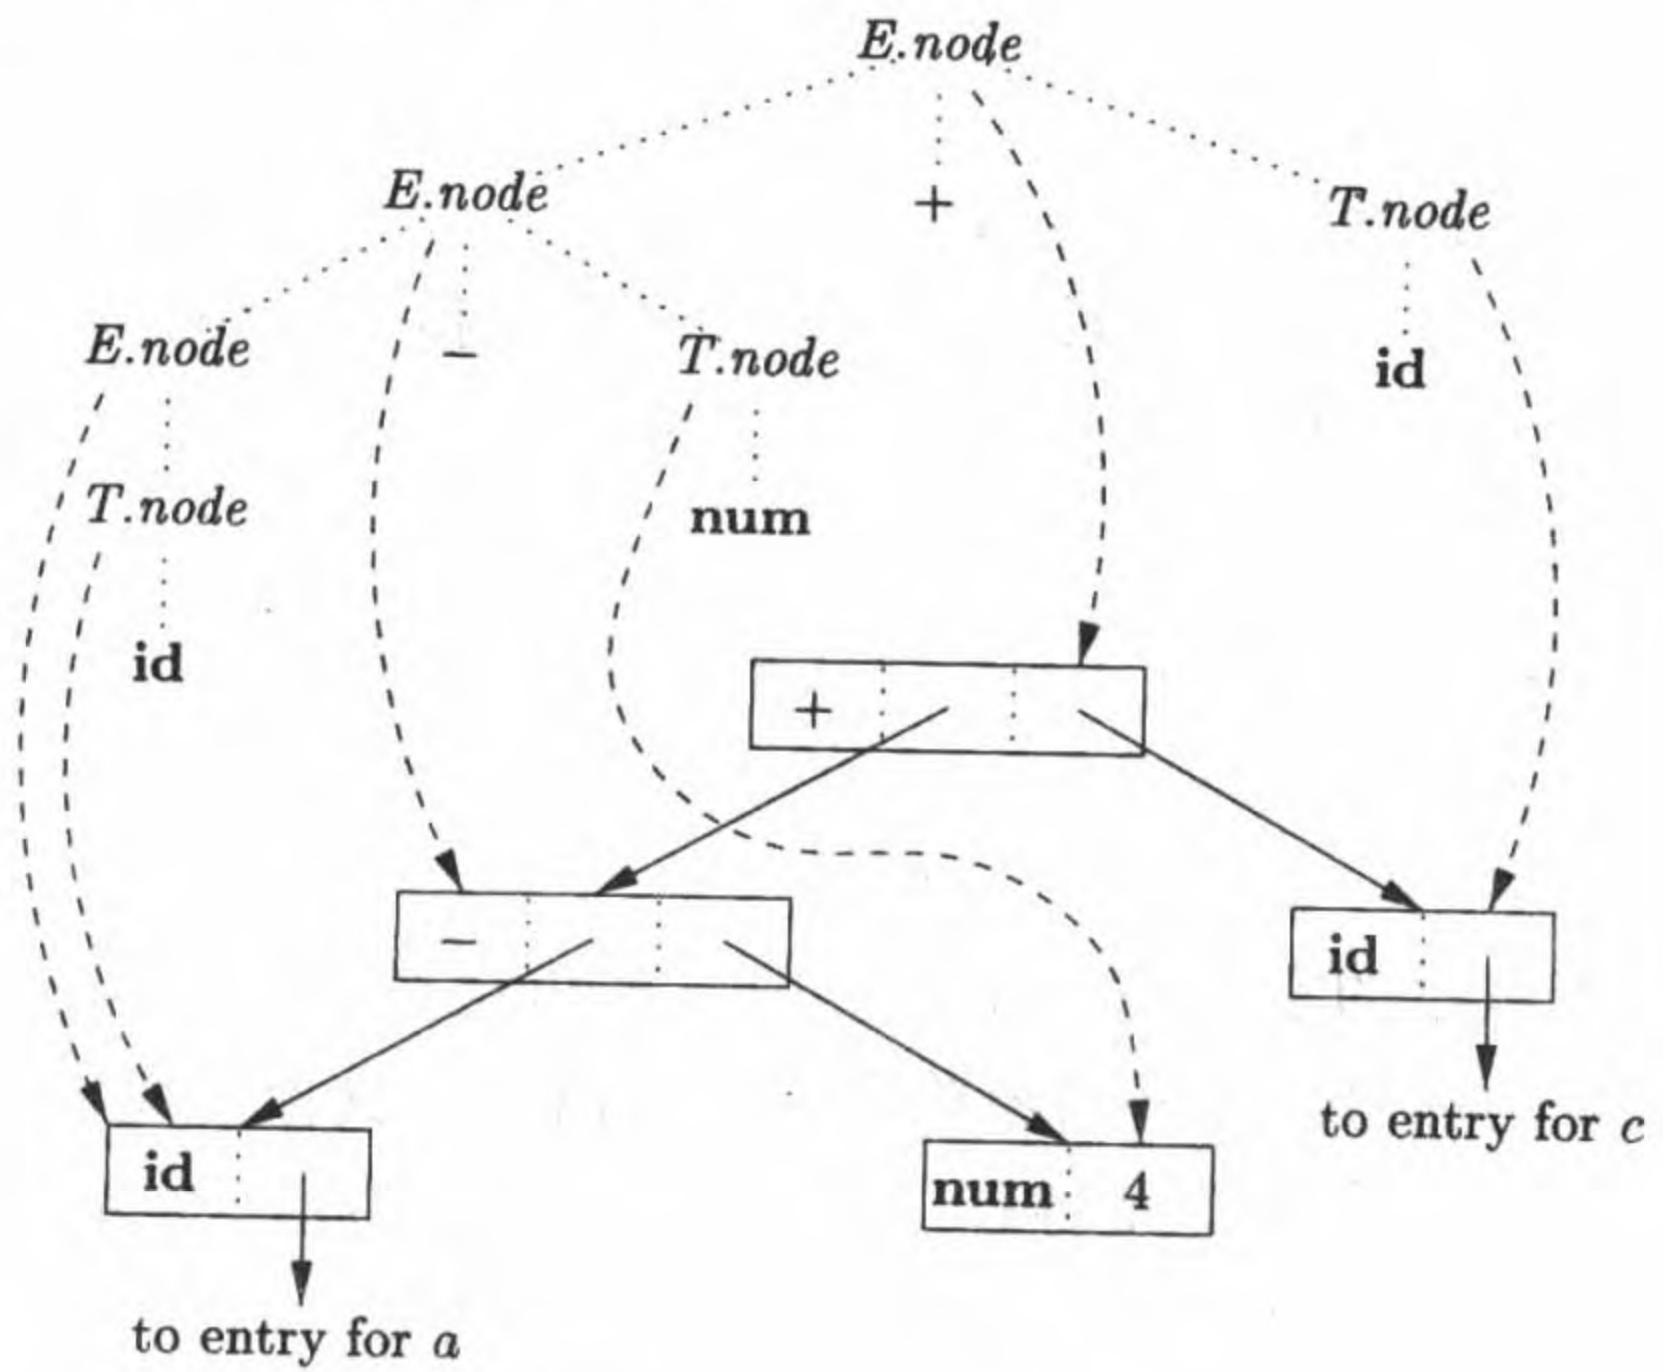 E.node
E.node + T.node
E.node − T.node id
T.node num
id
+
− id
id num 4 to entry for c
to entry for a